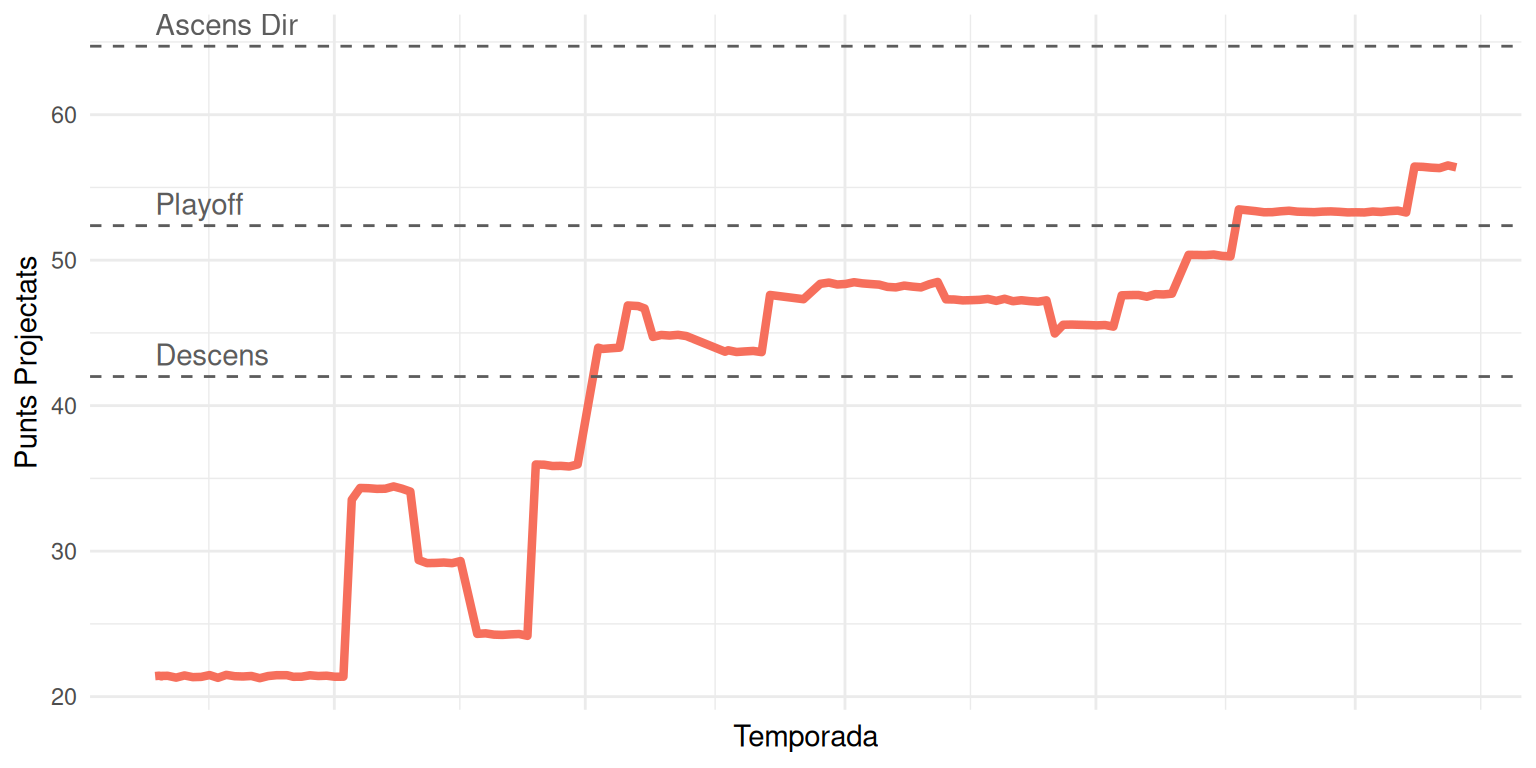 Ascens Dir
60
Playoff
50
Descens
40
30
20
Punts Projectats
Temporada